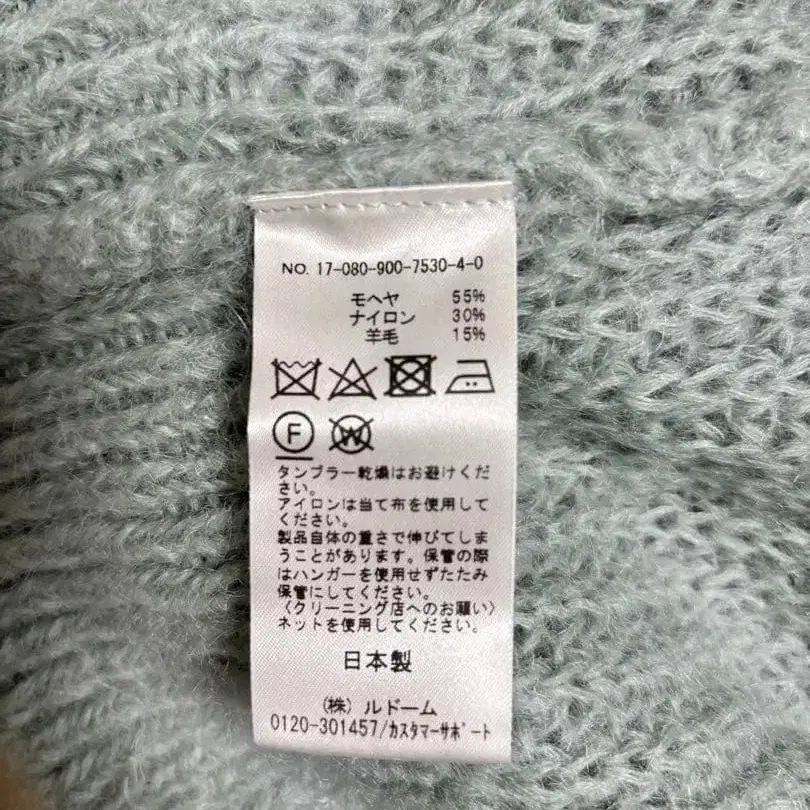 NO. 17-080-900-7530-4-0
モヘヤ 55%
ナイロン 30%
羊毛 15%
F W
タンブラー乾燥はお避けくだ
さい。
アイロンは当て布を使用して
ください。
製品自体の重さで伸びてしま
うことがあります。保管の際
はハンガーを使用せずたたみ
保管にしてください。
〈クリーニング店へのお願い〉
ネットを使用してください。
日本製
(株) ルドーム
0120-301457/カスタマーサポート